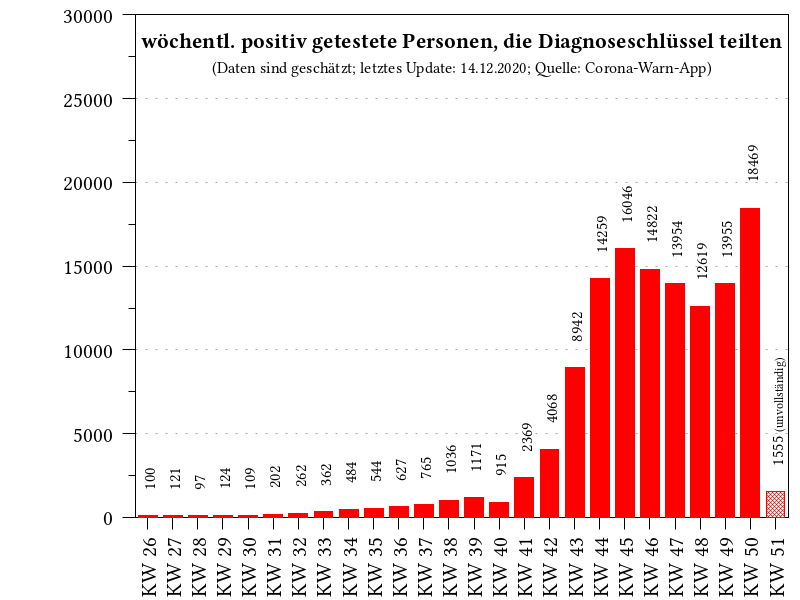 wöchentl. positiv getestete Personen, die Diagnoseschlüssel teilten
(Daten sind geschätzt; letztes Update: 14.12.2020; Quelle: Corona-Warn-App)
30000
25000
20000
15000
10000
5000
0
100
121
97
124
109
202
262
362
484
544
627
765
1036
1171
915
2369
4068
8942
14259
16046
14822
13954
12619
13955
18469
1555 (unvollständig)
KW 26
KW 27
KW 28
KW 29
KW 30
KW 31
KW 32
KW 33
KW 34
KW 35
KW 36
KW 37
KW 38
KW 39
KW 40
KW 41
KW 42
KW 43
KW 44
KW 45
KW 46
KW 47
KW 48
KW 49
KW 50
KW 51